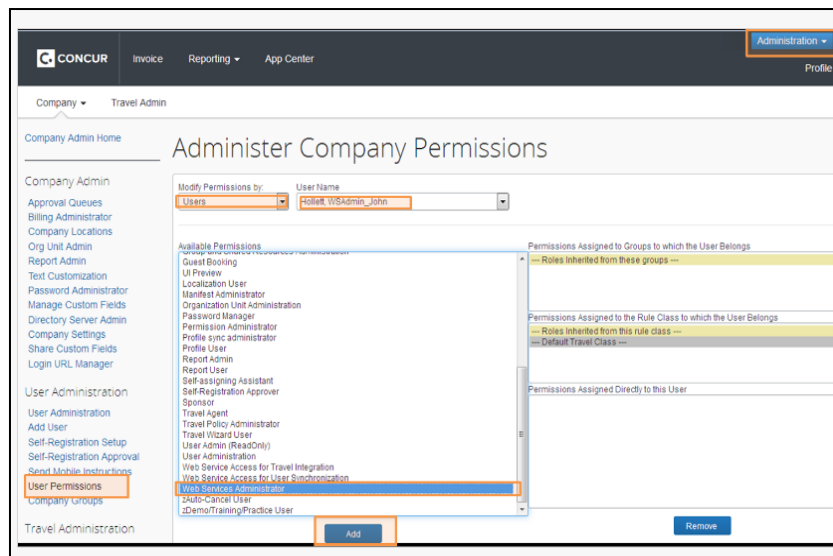 Administration
C. CONCUR Invoice Reporting App Center
Profile
Company Travel Admin
Company Admin Home
Administer Company Permissions
Company Admin
Modify Permissions by: User Name
Users Hollett, WSAdmin_John
Approval Queues
Billing Administrator
Company Locations
Org Unit Admin
Report Admin
Text Customization
Password Administrator
Manage Custom Fields
Directory Server Admin
Company Settings
Share Custom Fields
Login URL Manager
User Administration
User Administration
Add User
Self-Registration Setup
Self-Registration Approval
Send Mobile Instructions
User Permissions
Company Groups
Travel Administration
Available Permissions
Group and Shared Resources Administration
Guest Booking
UI Preview
Localization User
Manifest Administrator
Organization Unit Administration
Password Manager
Permission Administrator
Profile sync administrator
Profile User
Report Admin
Report User
Self-assigning Assistant
Self-Registration Approver
Sponsor
Travel Agent
Travel Policy Administrator
Travel Wizard User
User Admin (ReadOnly)
User Administration
Web Service Access for Travel Integration
Web Service Access for User Synchronization
Web Services Administrator
zAuto-Cancel User
zDemo/Training/Practice User
Add
Permissions Assigned to Groups to which the User Belongs
--- Roles Inherited from these groups ---
Permissions Assigned to the Rule Class to which the User Belongs
--- Roles Inherited from this rule class ---
--- Default Travel Class ---
Permissions Assigned Directly to this User
Remove